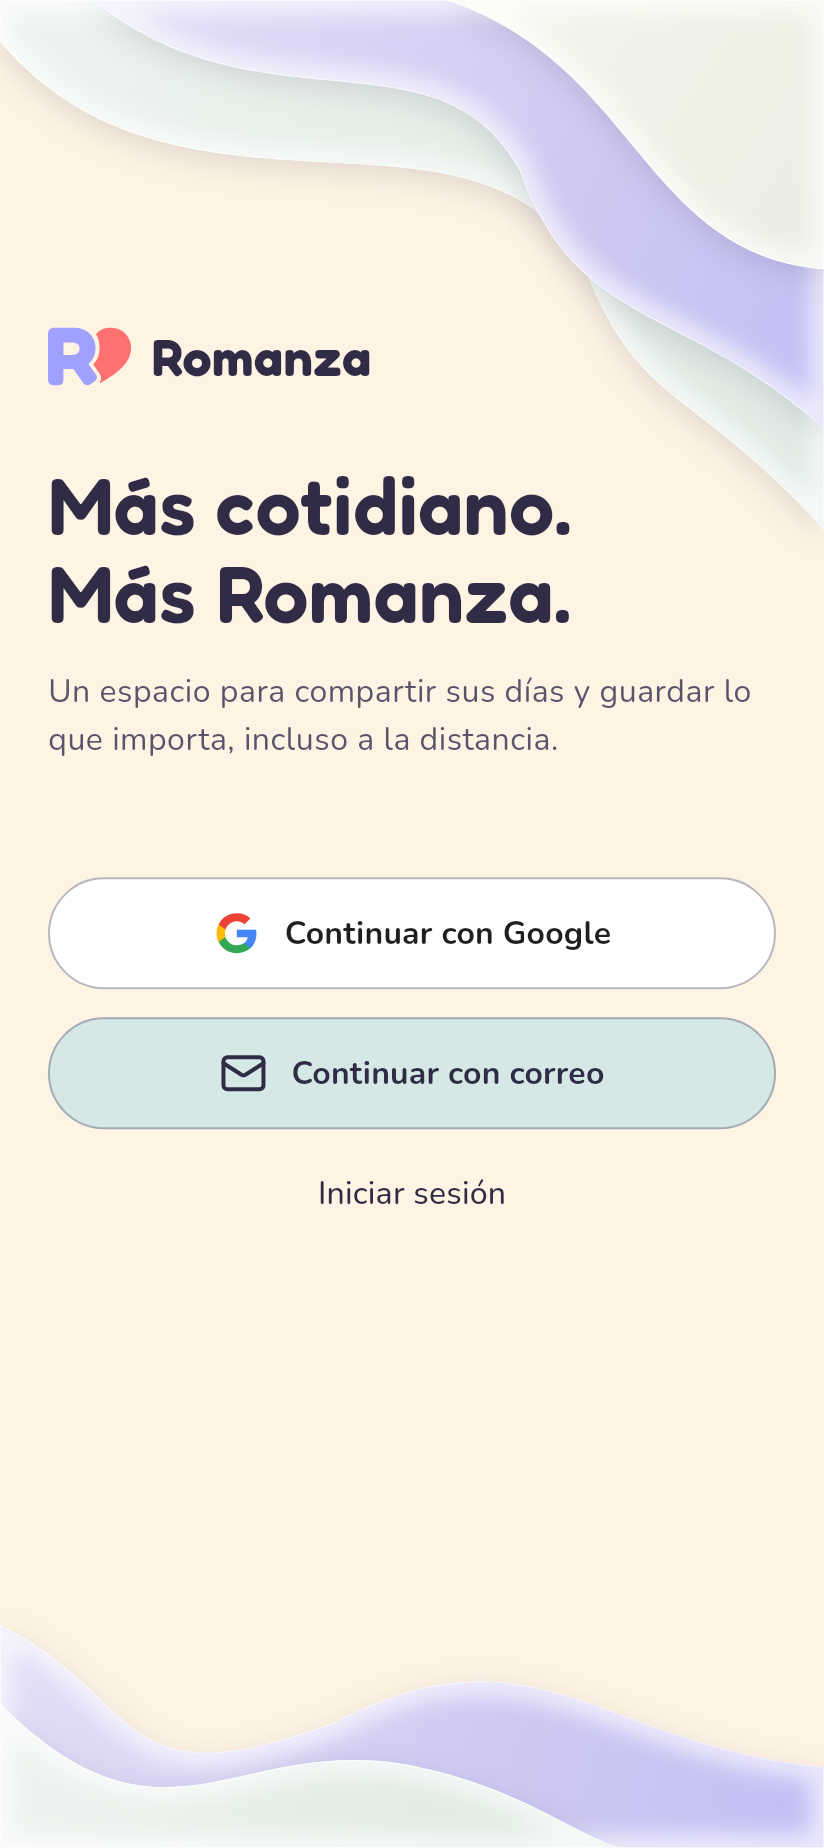 Romanza
Más cotidiano.
Más Romanza.
Un espacio para compartir sus días y guardar lo
que importa, incluso a la distancia.
Continuar con Google
Continuar con correo
Iniciar sesión